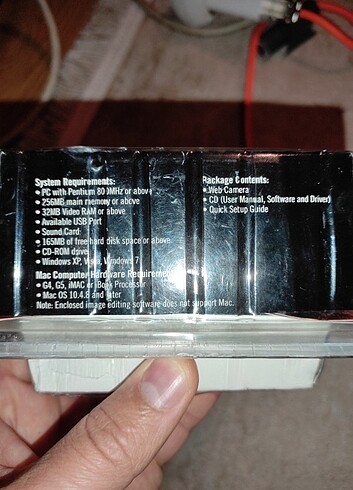 System Requirements:
• PC with Pentium 800MHz or above
• 256MB main memory or above
• 32MB Video RAM or above
• Available USB Port
• Sound Card
• 165MB of free hard disk space or above
• CD-ROM drive
• Windows XP, Vista, Windows 7
Mac Computer Hardware Requirements
• G4, G5, iMAC or iBook Processor
• Mac OS 10.4.8 and later
Note: Enclosed image editing software does not support Mac.
Package Contents:
• Web Camera
• CD (User Manual, Software and Driver)
• Quick Setup Guide